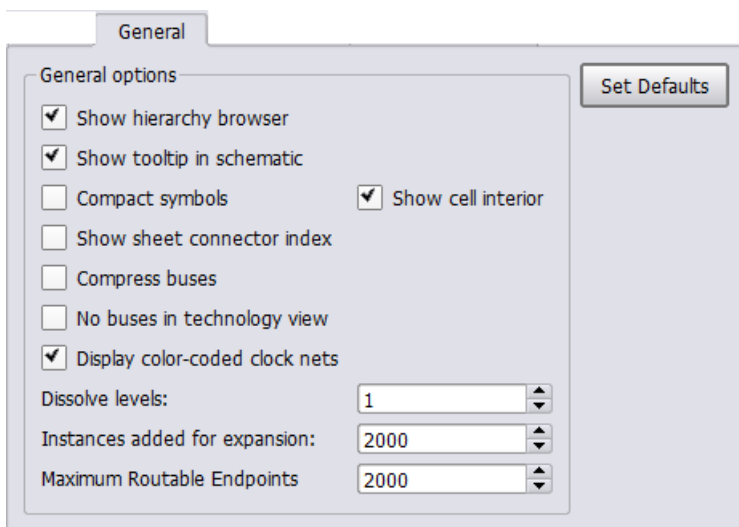 General
General options
Set Defaults
Show hierarchy browser
Show tooltip in schematic
Compact symbols
Show cell interior
Show sheet connector index
Compress buses
No buses in technology view
Display color-coded clock nets
Dissolve levels:
1
Instances added for expansion:
2000
Maximum Routable Endpoints
2000